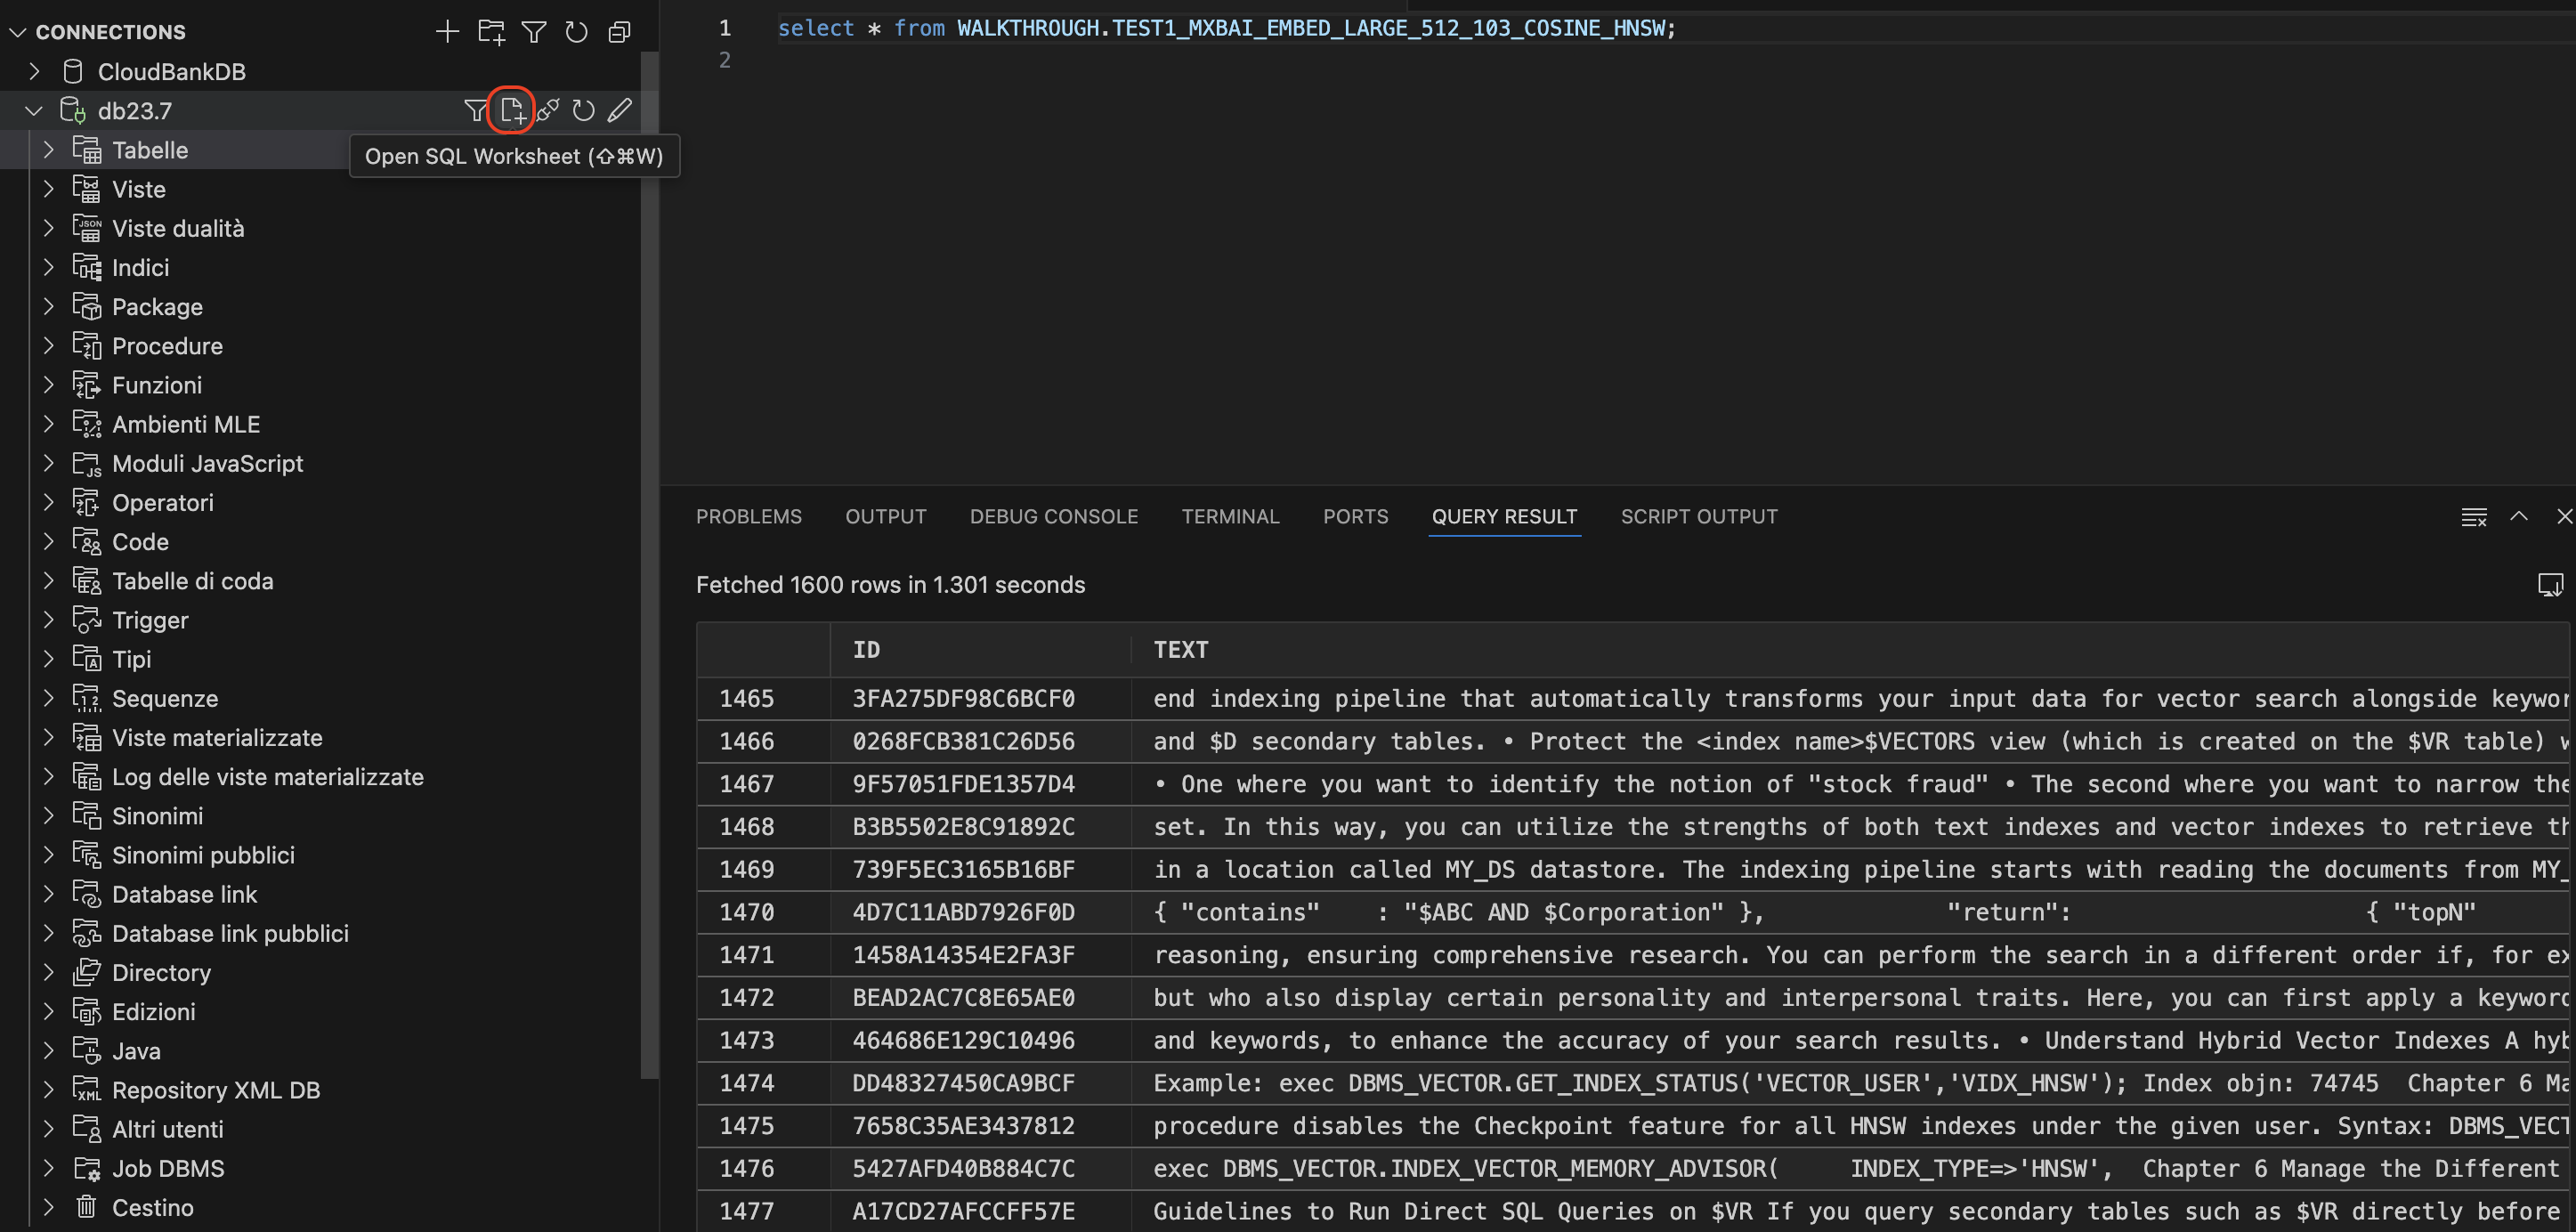 CONNECTIONS
CloudBankDB
db23.7
Tabelle
Open SQL Worksheet (⇧⌘W)
Viste
Viste dualità
Indici
Package
Procedure
Funzioni
Ambienti MLE
Moduli JavaScript
Operatori
Code
Tabelle di coda
Trigger
Tipi
Sequenze
Viste materializzate
Log delle viste materializzate
Sinonimi
Sinonimi pubblici
Database link
Database link pubblici
Directory
Edizioni
Java
Repository XML DB
Altri utenti
Job DBMS
Cestino
1 select * from WALKTHROUGH.TEST1_MXBAI_EMBED_LARGE_512_103_COSINE_HNSW;
2
PROBLEMS OUTPUT DEBUG CONSOLE TERMINAL PORTS QUERY RESULT SCRIPT OUTPUT
Fetched 1600 rows in 1.301 seconds
ID TEXT
1465 3FA275DF98C6BCF0 end indexing pipeline that automatically transforms your input data for vector search alongside keywor
1466 0268FCB381C26D56 and $D secondary tables. • Protect the <index name>$VECTORS view (which is created on the $VR table) w
1467 9F57051FDE1357D4 • One where you want to identify the notion of "stock fraud" • The second where you want to narrow the
1468 B3B5502E8C91892C set. In this way, you can utilize the strengths of both text indexes and vector indexes to retrieve th
1469 739F5EC3165B16BF in a location called MY_DS datastore. The indexing pipeline starts with reading the documents from MY_
1470 4D7C11ABD7926F0D { "contains" : "$ABC AND $Corporation" }, "return": { "topN"
1471 1458A14354E2FA3F reasoning, ensuring comprehensive research. You can perform the search in a different order if, for ex
1472 BEAD2AC7C8E65AE0 but who also display certain personality and interpersonal traits. Here, you can first apply a keyword
1473 464686E129C10496 and keywords, to enhance the accuracy of your search results. • Understand Hybrid Vector Indexes A hyb
1474 DD48327450CA9BCF Example: exec DBMS_VECTOR.GET_INDEX_STATUS('VECTOR_USER','VIDX_HNSW'); Index objn: 74745 Chapter 6 Ma
1475 7658C35AE3437812 procedure disables the Checkpoint feature for all HNSW indexes under the given user. Syntax: DBMS_VECT
1476 5427AFD40B884C7C exec DBMS_VECTOR.INDEX_VECTOR_MEMORY_ADVISOR( INDEX_TYPE=>'HNSW', Chapter 6 Manage the Different
1477 A17CD27AFCCFF57E Guidelines to Run Direct SQL Queries on $VR If you query secondary tables such as $VR directly before